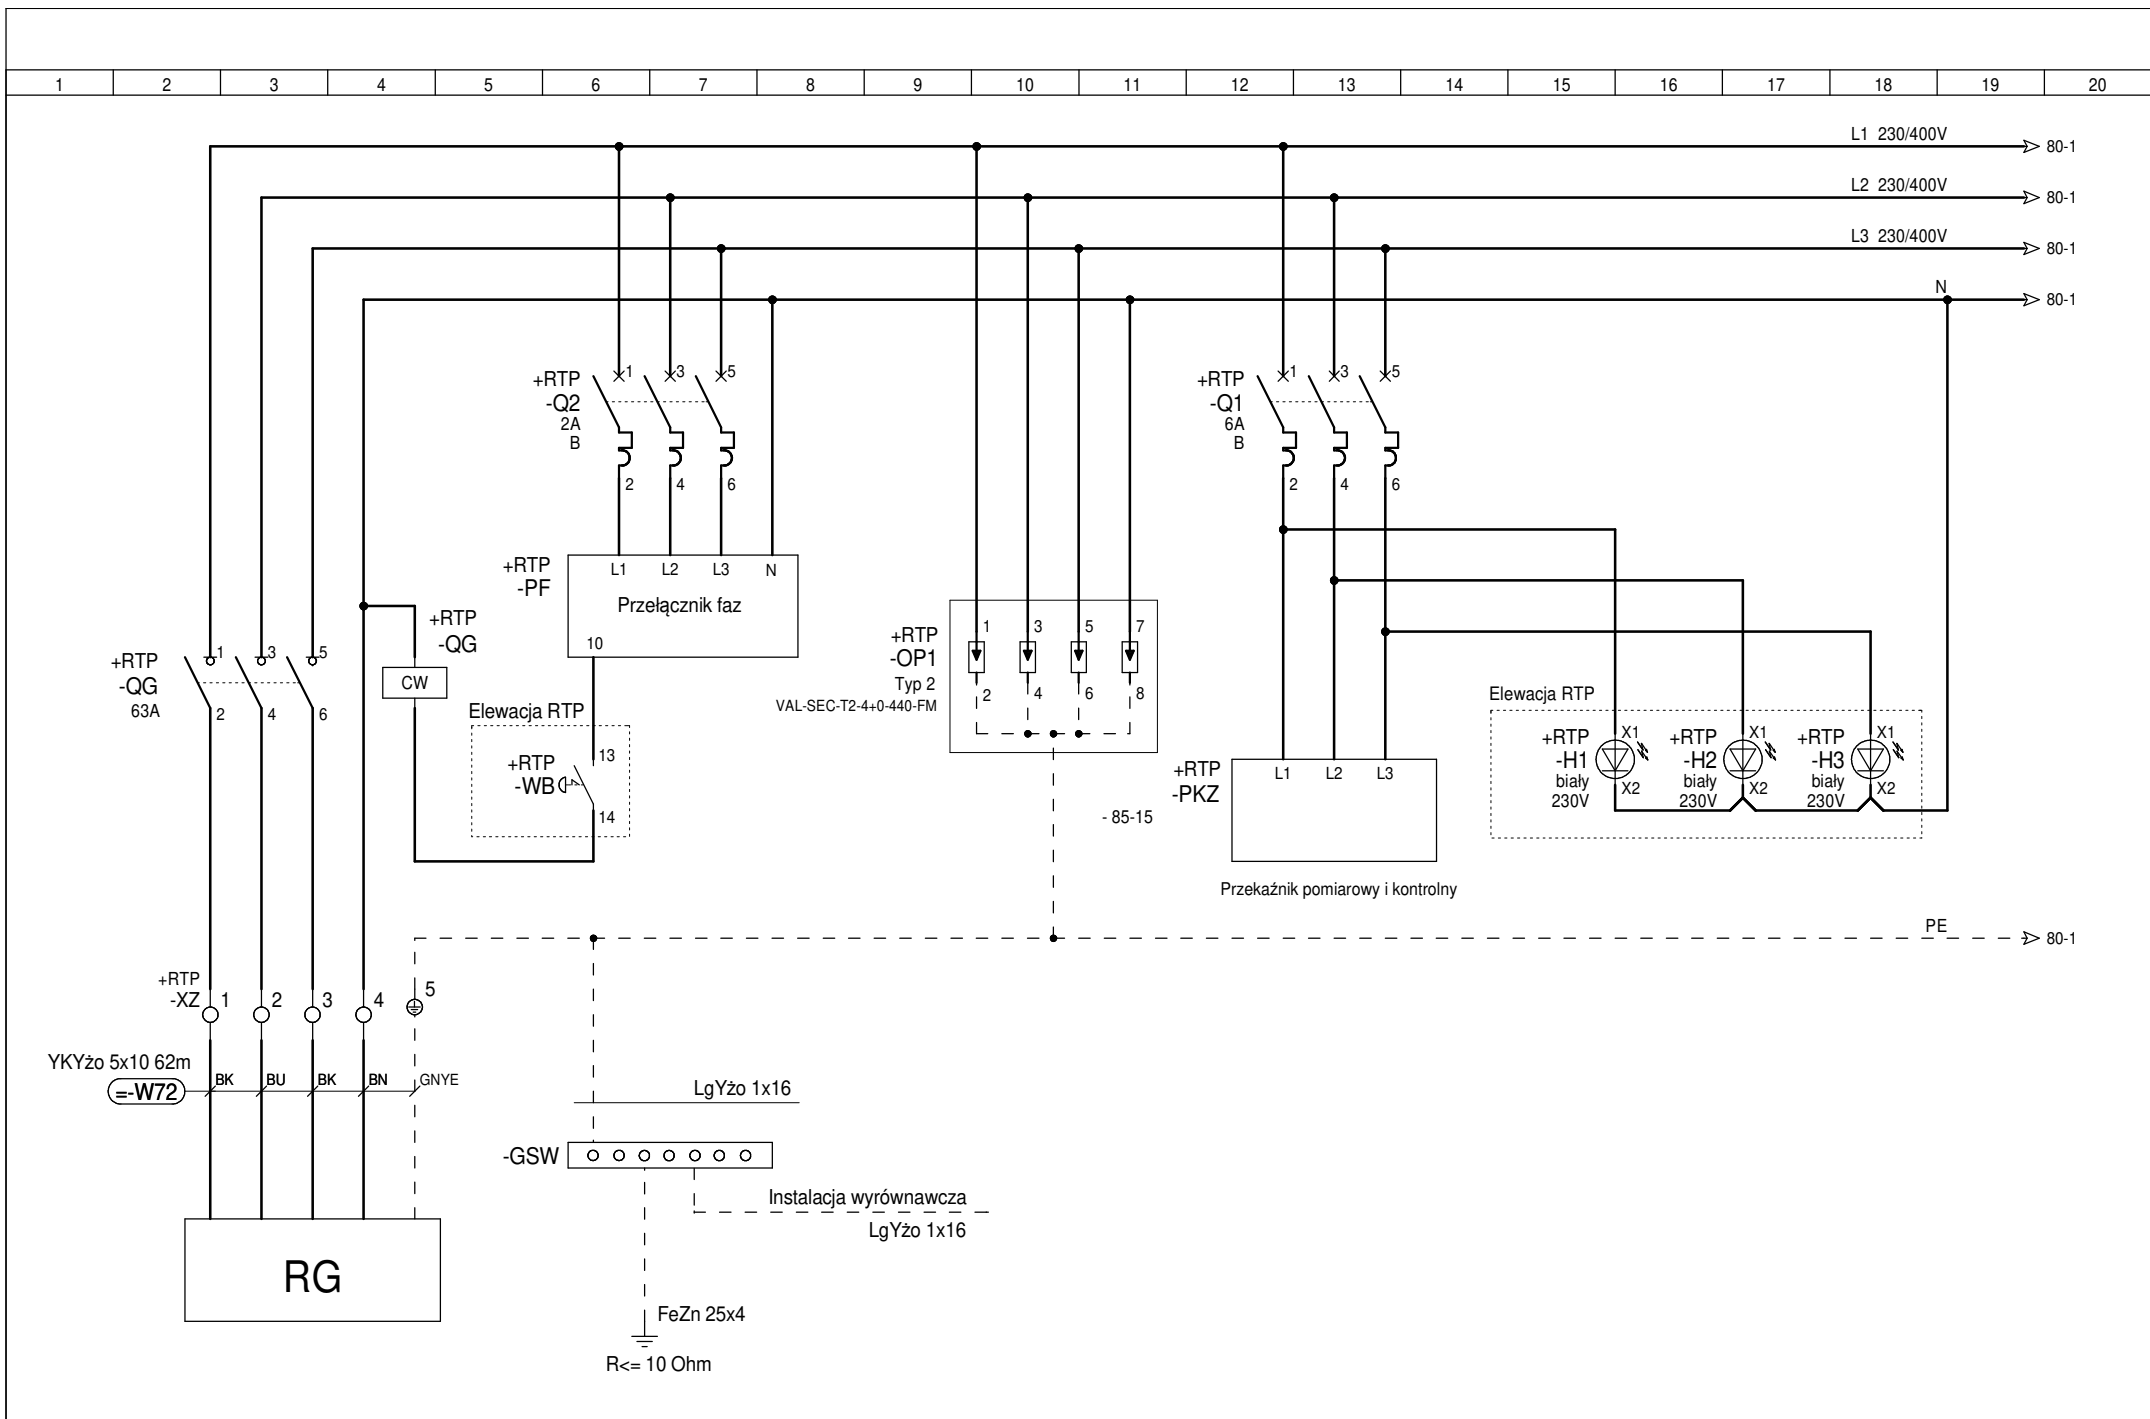 1 2 3 4 5 6 7 8 9 10 11 12 13 14 15 16 17 18 19 20
L1 230/400V
80-1
L2 230/400V
80-1
L3 230/400V
80-1
N
80-1
+RTP
-Q2
2A
B
1 3 5
2 4 6
+RTP
-Q1
6A
B
1 3 5
2 4 6
+RTP
-PF
L1 L2 L3 N
Przełącznik faz
10
+RTP
-QG
CW
+RTP
-QG
63A
1 3 5
2 4 6
Elewacja RTP
+RTP
-WB
13
14
+RTP
-OP1
Typ 2
VAL-SEC-T2-4+0-440-FM
1 3 5 7
2 4 6 8
- 85-15
+RTP
-PKZ
L1 L2 L3
Przekaźnik pomiarowy i kontrolny
Elewacja RTP
+RTP
-H1
biały
230V
X1
X2
+RTP
-H2
biały
230V
X1
X2
+RTP
-H3
biały
230V
X1
X2
PE
80-1
+RTP
-XZ
1 2 3 4 5
YKYżo 5x10 62m
=-W72
BK BU BK BN GNYE
LgYżo 1x16
-GSW
Instalacja wyrównawcza
LgYżo 1x16
RG
FeZn 25x4
R<= 10 Ohm